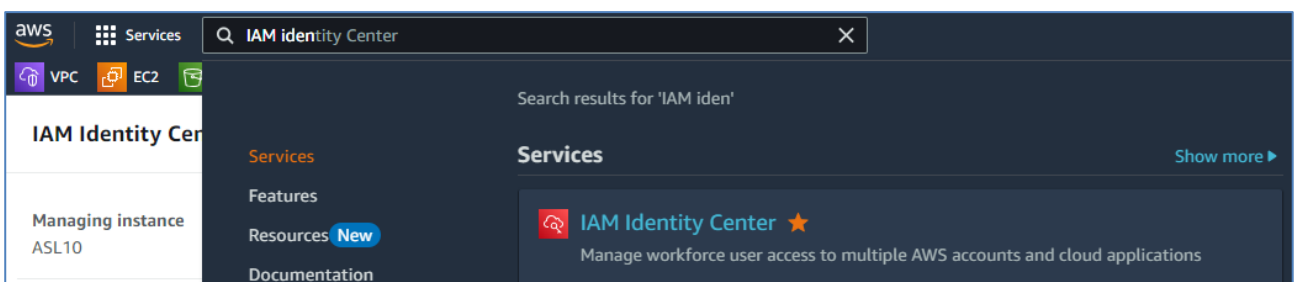 aws
Services
IAM identity Center
VPC
EC2
Search results for 'IAM iden'
IAM Identity Cer
Services
Services
Show more
Features
Managing instance
Resources New
IAM Identity Center
ASL10
Manage workforce user access to multiple AWS accounts and cloud applications
Documentation